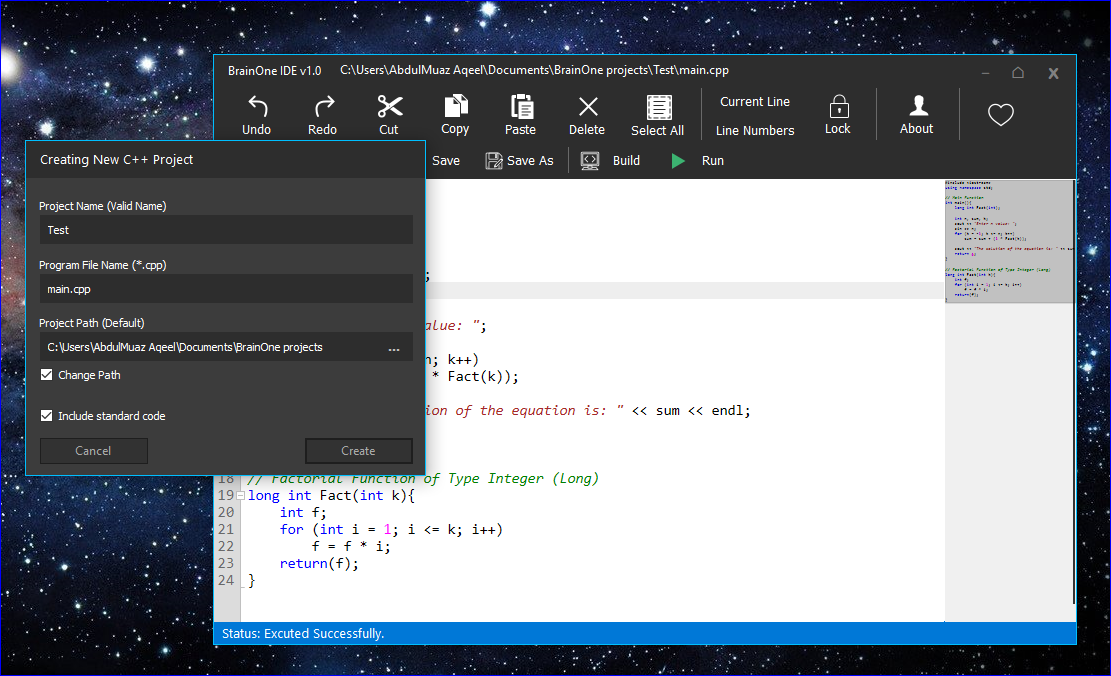 BrainOne IDE v1.0 C:\Users\AbdulMuaz Aqeel\Documents\BrainOne projects\Test\main.cpp
Undo Redo Cut Copy Paste Delete Select All
Current Line
Line Numbers
Lock About
Save Save As Build Run
Creating New C++ Project
Project Name (Valid Name)
Test
Program File Name (*.cpp)
main.cpp
Project Path (Default)
C:\Users\AbdulMuaz Aqeel\Documents\BrainOne projects ...
Change Path
Include standard code
Cancel Create
;
alue: ";
n; k++)
* Fact(k));
ion of the equation is: " << sum << endl;
18 // Factorial Function of Type Integer (Long)
19 long int Fact(int k){
20 int f;
21 for (int i = 1; i <= k; i++)
22 f = f * i;
23 return(f);
24 }
Status: Excuted Successfully.